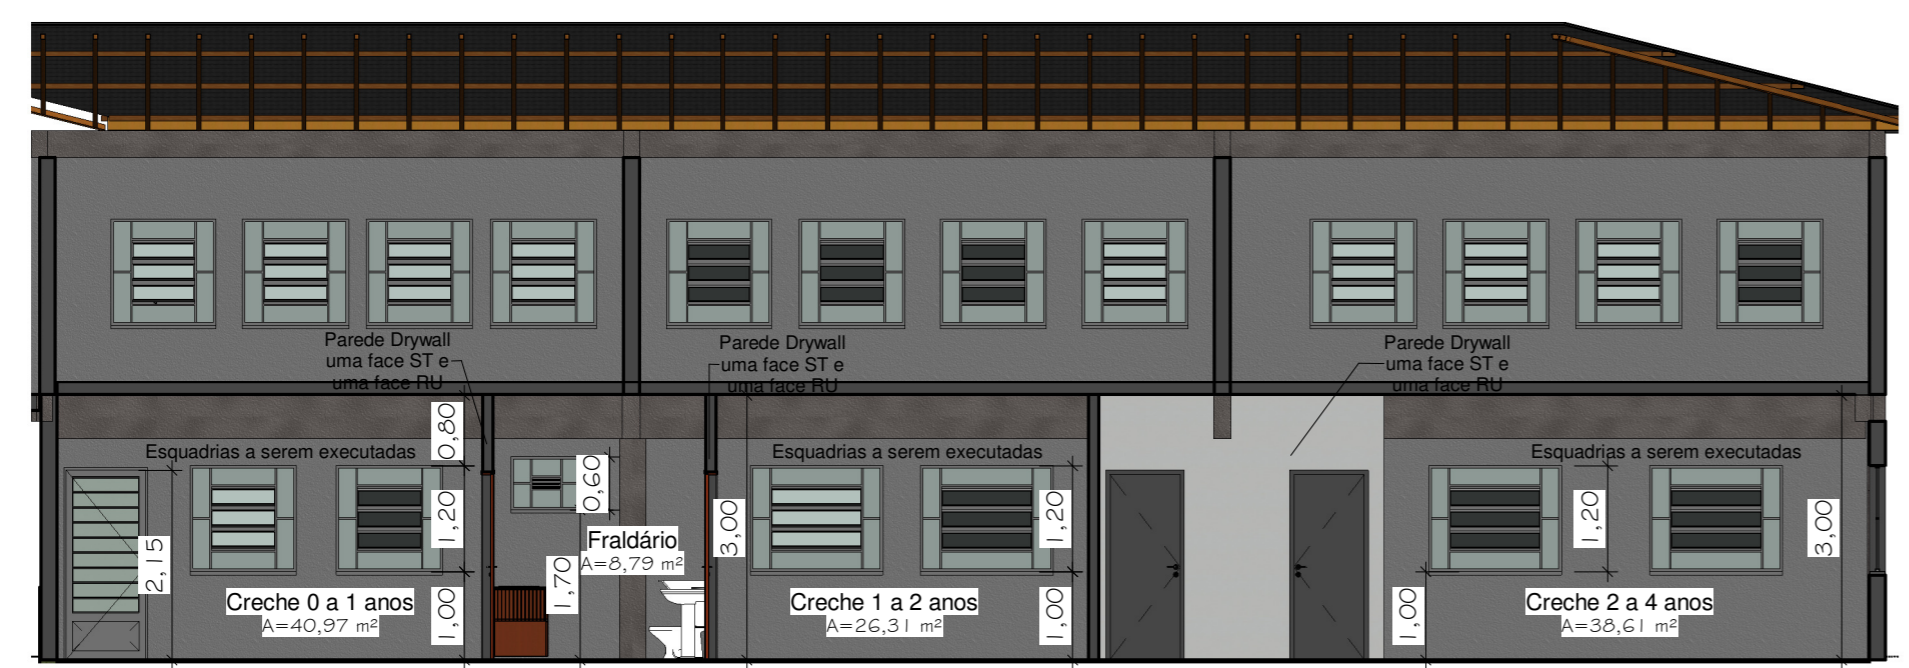 Parede Drywall
uma face ST e
uma face RU
Parede Drywall
uma face ST e
uma face RU
Parede Drywall
uma face ST e
uma face RU
Esquadrias a serem executadas
0,80
1,20
1,00
2,15
Creche 0 a 1 anos
A=40,97 m²
0,60
1,70
Fraldário
A=8,79 m²
3,00
Esquadrias a serem executadas
1,20
1,00
Creche 1 a 2 anos
A=26,31 m²
Esquadrias a serem executadas
1,20
1,00
3,00
Creche 2 a 4 anos
A=38,61 m²